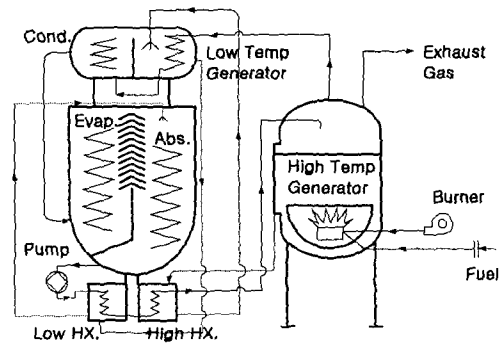 Cond.
Low Temp
Generator
Exhaust
Gas
Evap.
Abs.
High Temp
Generator
Burner
Pump
Fuel
Low HX.
High HX.